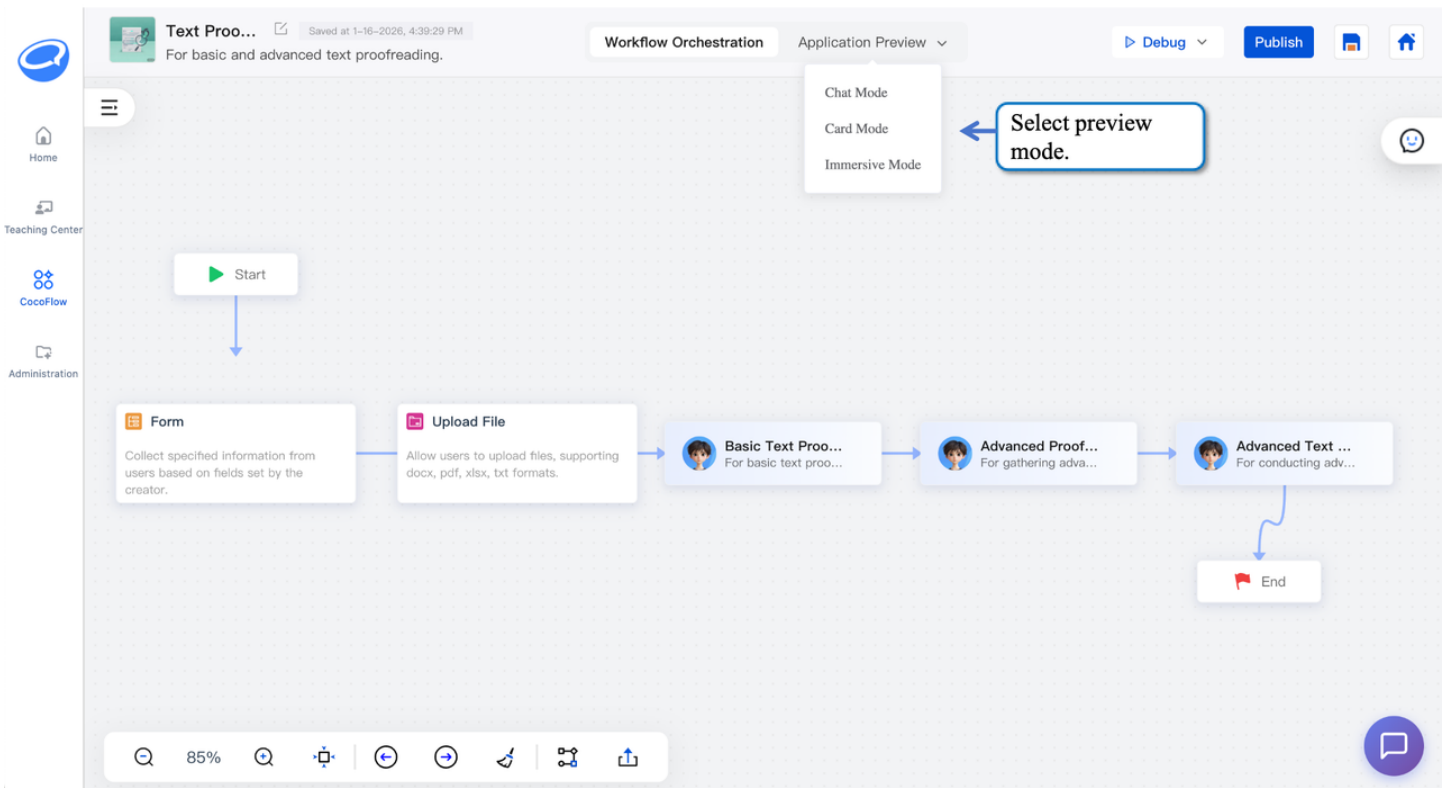 Text Proo...
Saved at 1-16-2026, 4:39:29 PM
For basic and advanced text proofreading.
Workflow Orchestration
Application Preview
Debug
Publish
Chat Mode
Card Mode
Immersive Mode
Select preview
mode.
Home
Teaching Center
CocoFlow
Administration
Start
Form
Collect specified information from
users based on fields set by the
creator.
Upload File
Allow users to upload files, supporting
docx, pdf, xlsx, txt formats.
Basic Text Proo...
For basic text proo...
Advanced Proof...
For gathering adva...
Advanced Text ...
For conducting adv...
End
85%